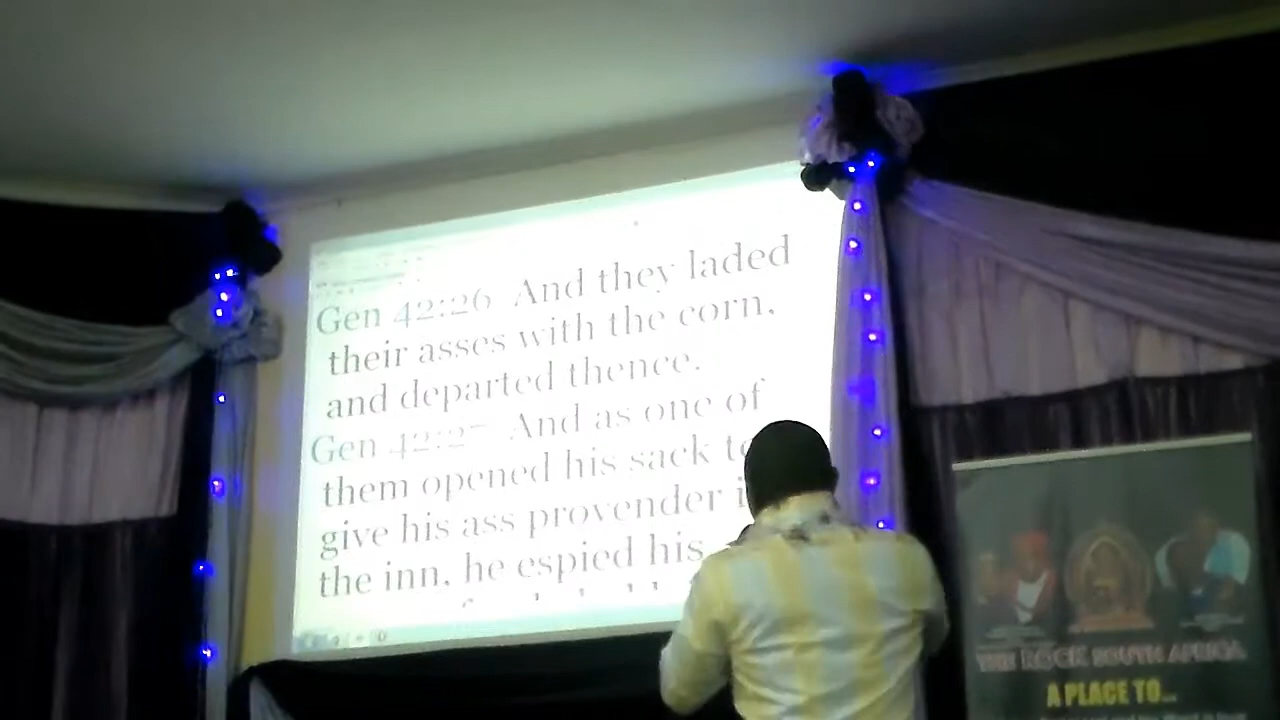 Gen 42:26 And they laded
their asses with the corn,
and departed thence.
Gen 42:27 And as one of
them opened his sack
give his ass provender
the inn, he espied his
THE ROCK SOUTH AFRICA
A PLACE TO...